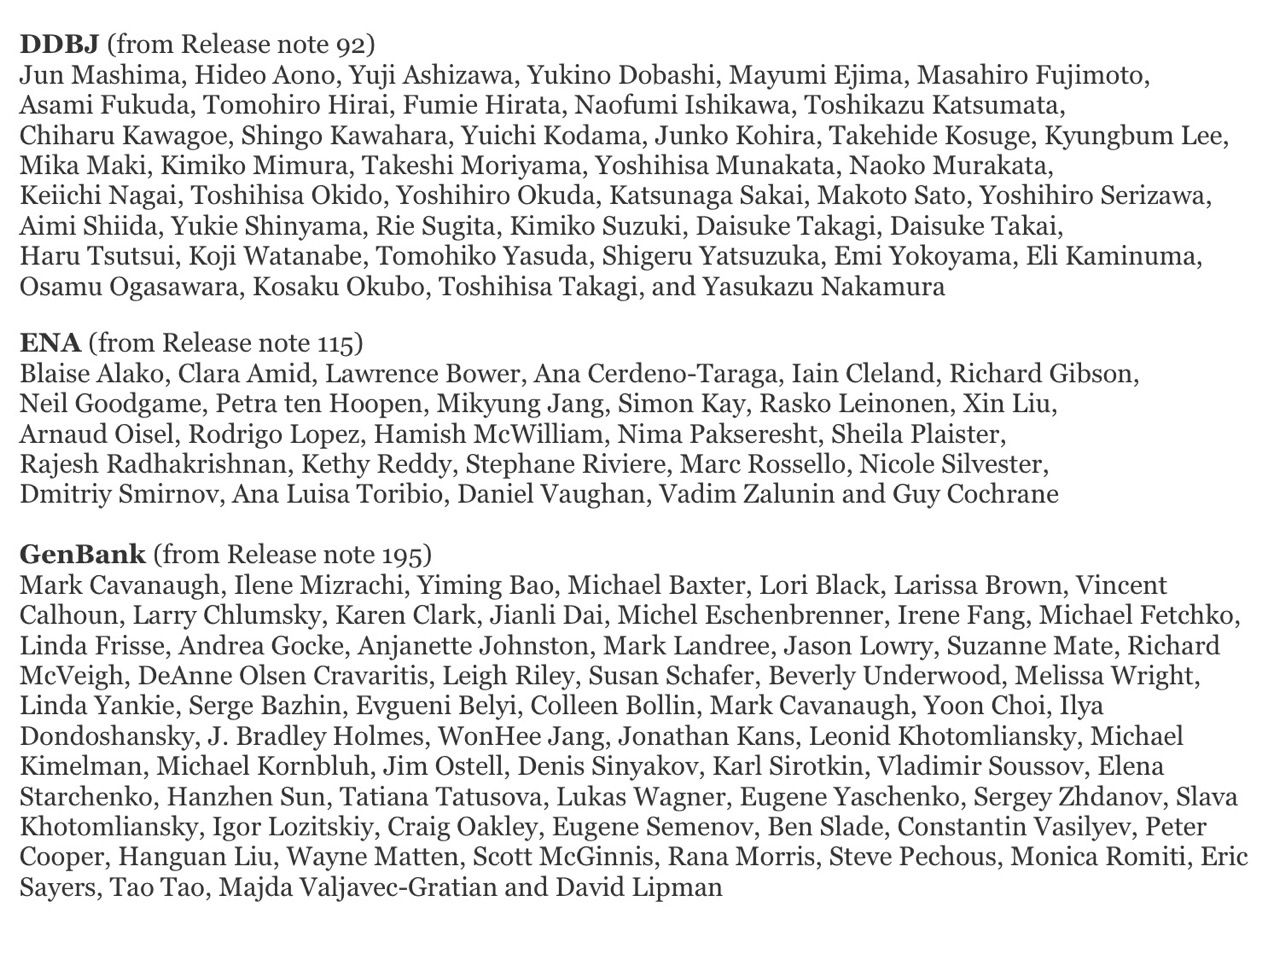 DDBJ (from Release note 92)
Jun Mashima, Hideo Aono, Yuji Ashizawa, Yukino Dobashi, Mayumi Ejima, Masahiro Fujimoto,
Asami Fukuda, Tomohiro Hirai, Fumie Hirata, Naofumi Ishikawa, Toshikazu Katsumata,
Chiharu Kawagoe, Shingo Kawahara, Yuichi Kodama, Junko Kohira, Takehide Kosuge, Kyungbum Lee,
Mika Maki, Kimiko Mimura, Takeshi Moriyama, Yoshihisa Munakata, Naoko Murakata,
Keiichi Nagai, Toshihisa Okido, Yoshihiro Okuda, Katsunaga Sakai, Makoto Sato, Yoshihiro Serizawa,
Aimi Shiida, Yukie Shinyama, Rie Sugita, Kimiko Suzuki, Daisuke Takagi, Daisuke Takai,
Haru Tsutsui, Koji Watanabe, Tomohiko Yasuda, Shigeru Yatsuzuka, Emi Yokoyama, Eli Kaminuma,
Osamu Ogasawara, Kosaku Okubo, Toshihisa Takagi, and Yasukazu Nakamura
ENA (from Release note 115)
Blaise Alako, Clara Amid, Lawrence Bower, Ana Cerdeno-Taraga, Iain Cleland, Richard Gibson,
Neil Goodgame, Petra ten Hoopen, Mikyung Jang, Simon Kay, Rasko Leinonen, Xin Liu,
Arnaud Oisel, Rodrigo Lopez, Hamish McWilliam, Nima Pakseresht, Sheila Plaister,
Rajesh Radhakrishnan, Kethy Reddy, Stephane Riviere, Marc Rossello, Nicole Silvester,
Dmitriy Smirnov, Ana Luisa Toribio, Daniel Vaughan, Vadim Zalunin and Guy Cochrane
GenBank (from Release note 195)
Mark Cavanaugh, Ilene Mizrachi, Yiming Bao, Michael Baxter, Lori Black, Larissa Brown, Vincent
Calhoun, Larry Chlumsky, Karen Clark, Jianli Dai, Michel Eschenbrenner, Irene Fang, Michael Fetchko,
Linda Frisse, Andrea Gocke, Anjanette Johnston, Mark Landree, Jason Lowry, Suzanne Mate, Richard
McVeigh, DeAnne Olsen Cravaritis, Leigh Riley, Susan Schafer, Beverly Underwood, Melissa Wright,
Linda Yankie, Serge Bazhin, Evgueni Belyi, Colleen Bollin, Mark Cavanaugh, Yoon Choi, Ilya
Dondoshansky, J. Bradley Holmes, WonHee Jang, Jonathan Kans, Leonid Khotomliansky, Michael
Kimelman, Michael Kornbluh, Jim Ostell, Denis Sinyakov, Karl Sirotkin, Vladimir Soussov, Elena
Starchenko, Hanzhen Sun, Tatiana Tatusova, Lukas Wagner, Eugene Yaschenko, Sergey Zhdanov, Slava
Khotomliansky, Igor Lozitskiy, Craig Oakley, Eugene Semenov, Ben Slade, Constantin Vasilyev, Peter
Cooper, Hanguan Liu, Wayne Matten, Scott McGinnis, Rana Morris, Steve Pechous, Monica Romiti, Eric
Sayers, Tao Tao, Majda Valjavec-Gratian and David Lipman